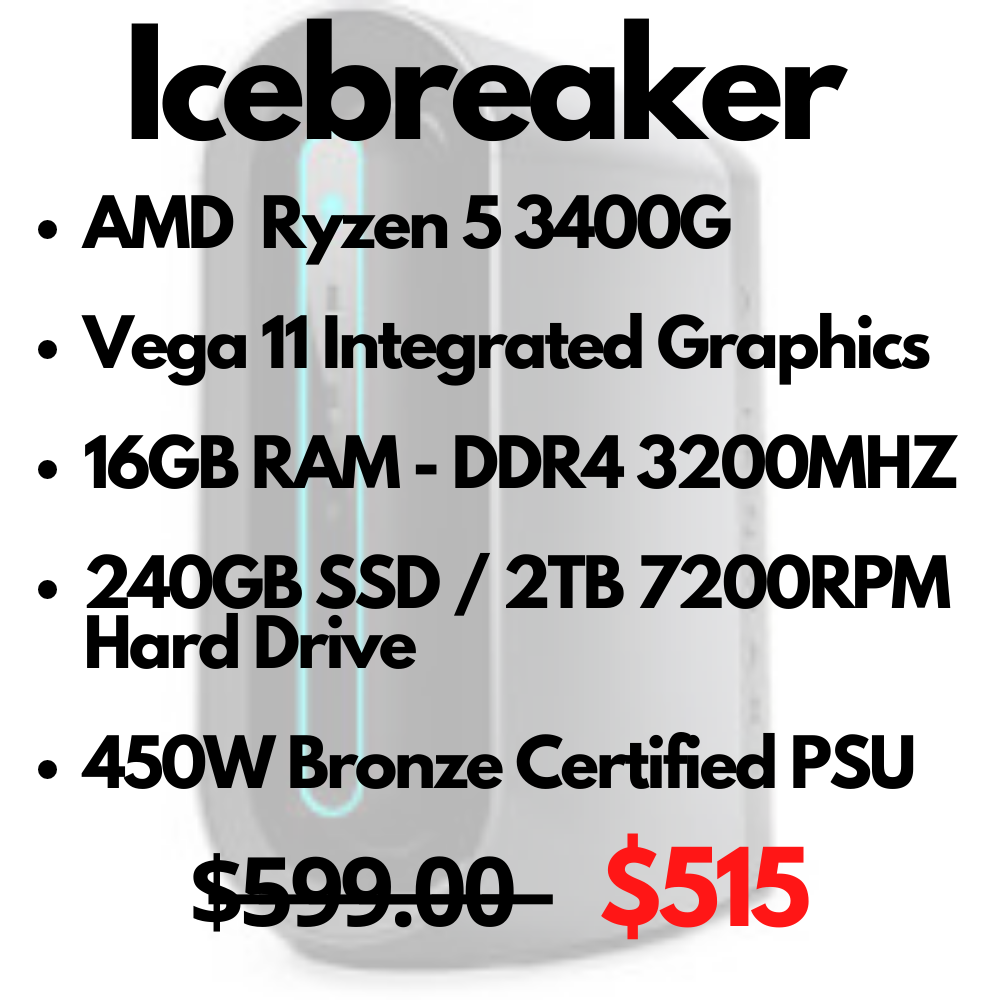 Icebreaker
• AMD Ryzen 5 3400G
• Vega 11 Integrated Graphics
• 16GB RAM - DDR4 3200MHZ
• 240GB SSD / 2TB 7200RPM
Hard Drive
• 450W Bronze Certified PSU
$599.00 $515